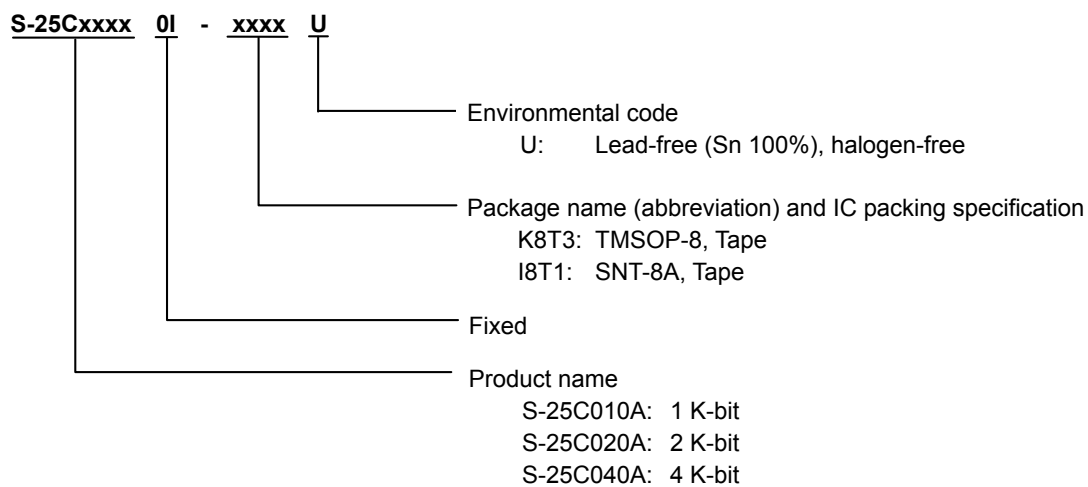 S-25Cxxxx 0I - xxxx U
Environmental code
U: Lead-free (Sn 100%), halogen-free
Package name (abbreviation) and IC packing specification
K8T3: TMSOP-8, Tape
I8T1: SNT-8A, Tape
Fixed
Product name
S-25C010A: 1 K-bit
S-25C020A: 2 K-bit
S-25C040A: 4 K-bit